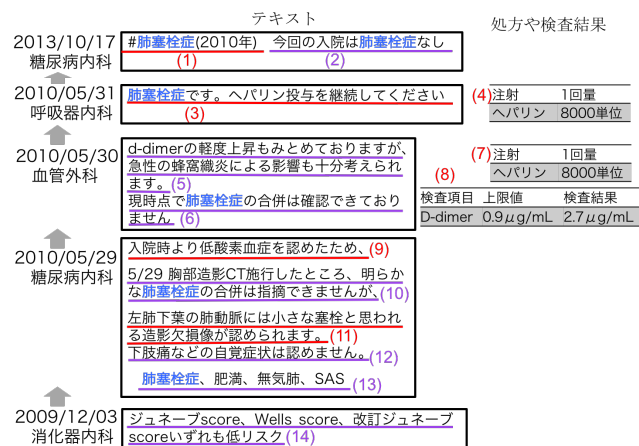 テキスト
処方や検査結果
2013/10/17
糖尿病内科
#肺塞栓症(2010年) 今回の入院は肺塞栓症なし
(1) (2)
2010/05/31
呼吸器内科
肺塞栓症です。ヘパリン投与を継続してください
(3)
(4) 注射 1回量
ヘパリン 8000単位
2010/05/30
血管外科
d-dimerの軽度上昇もみとめておりますが、
急性の蜂窩織炎による影響も十分考えられ
ます。(5)
現時点で肺塞栓症の合併は確認できており
ません (6)
(7) 注射 1回量
ヘパリン 8000単位
(8)
検査項目 上限値 検査結果
D-dimer 0.9μg/mL 2.7μg/mL
2010/05/29
糖尿病内科
入院時より低酸素血症を認めたため、(9)
5/29 胸部造影CT施行したところ、明らか
な肺塞栓症の合併は指摘できませんが、(10)
左肺下葉の肺動脈には小さな塞栓と思われ
る造影欠損像が認められます。(11)
下肢痛などの自覚症状は認めません。(12)
肺塞栓症、肥満、無気肺、SAS (13)
2009/12/03
消化器内科
ジュネーブscore、Wells score、改訂ジュネーブ
scoreいずれも低リスク (14)